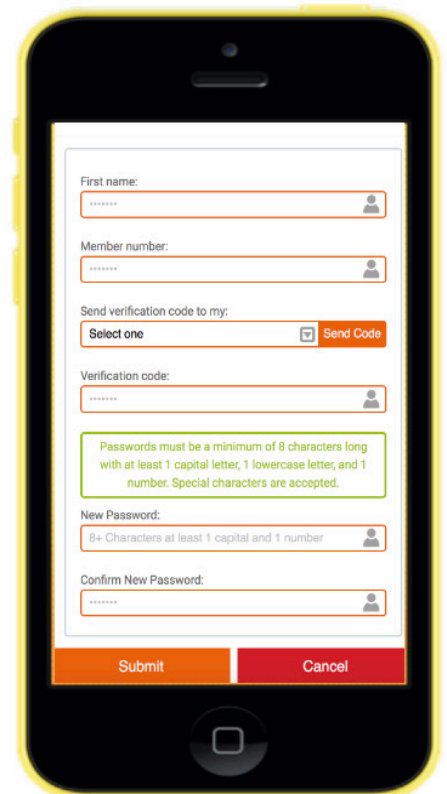 First name:
•••••••
Member number:
•••••••
Send verification code to my:
Select one
Send Code
Verification code:
•••••••
Passwords must be a minimum of 8 characters long
with at least 1 capital letter, 1 lowercase letter, and 1
number. Special characters are accepted.
New Password:
8+ Characters at least 1 capital and 1 number
Confirm New Password:
•••••••
Submit
Cancel